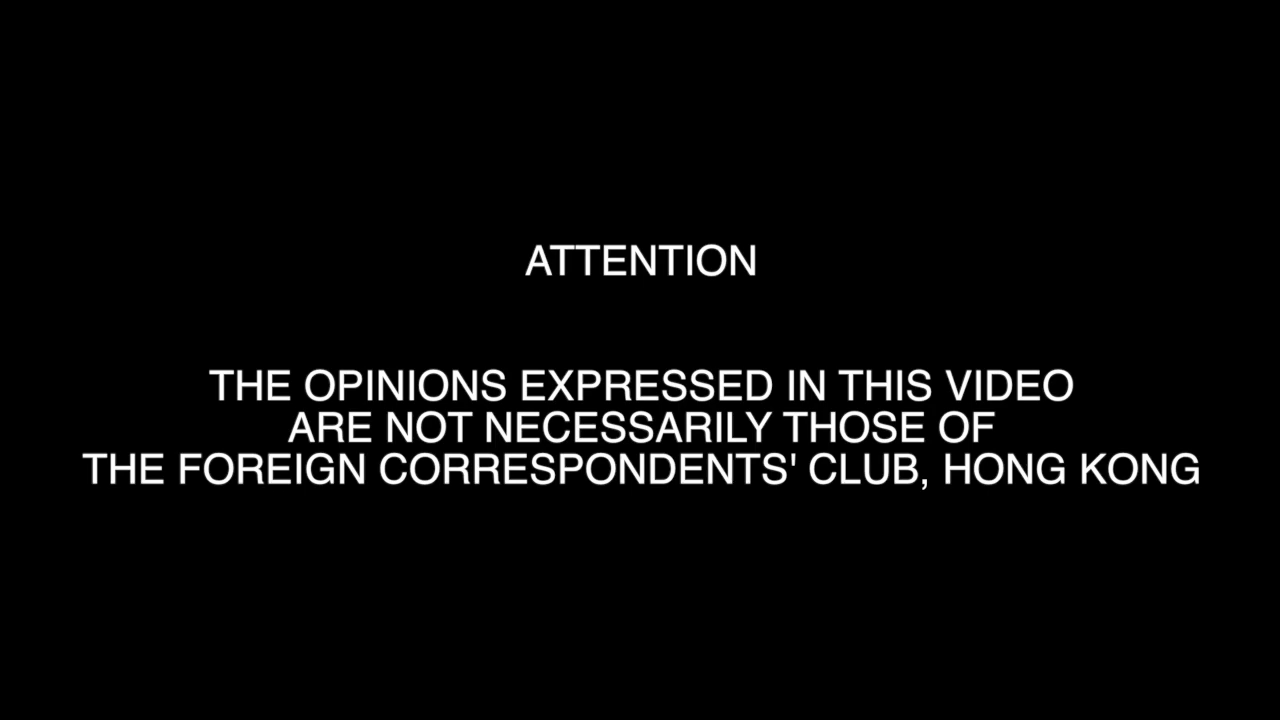 ATTENTION
THE OPINIONS EXPRESSED IN THIS VIDEO
ARE NOT NECESSARILY THOSE OF
THE FOREIGN CORRESPONDENTS' CLUB, HONG KONG